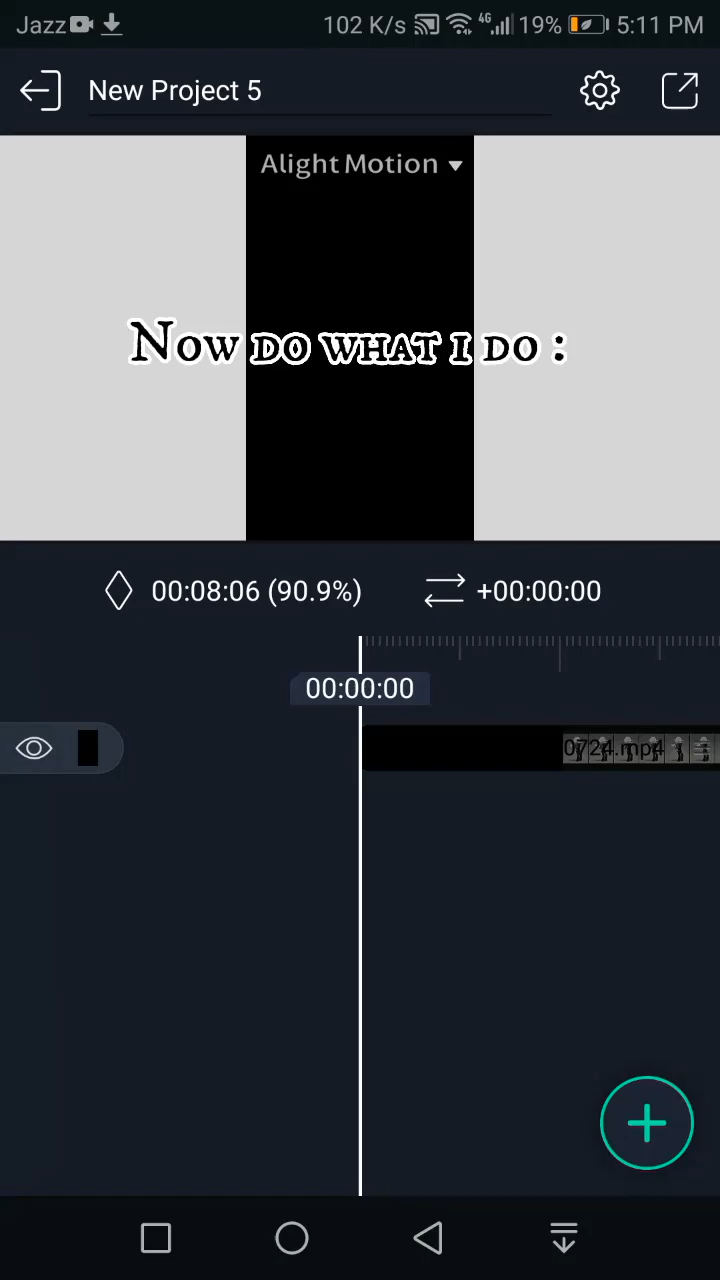 Jazz 102 K/s 4G 19% 5:11 PM
New Project 5
Alight Motion
Now do what i do :
00:08:06 (90.9%) +00:00:00
00:00:00
0724.mp4